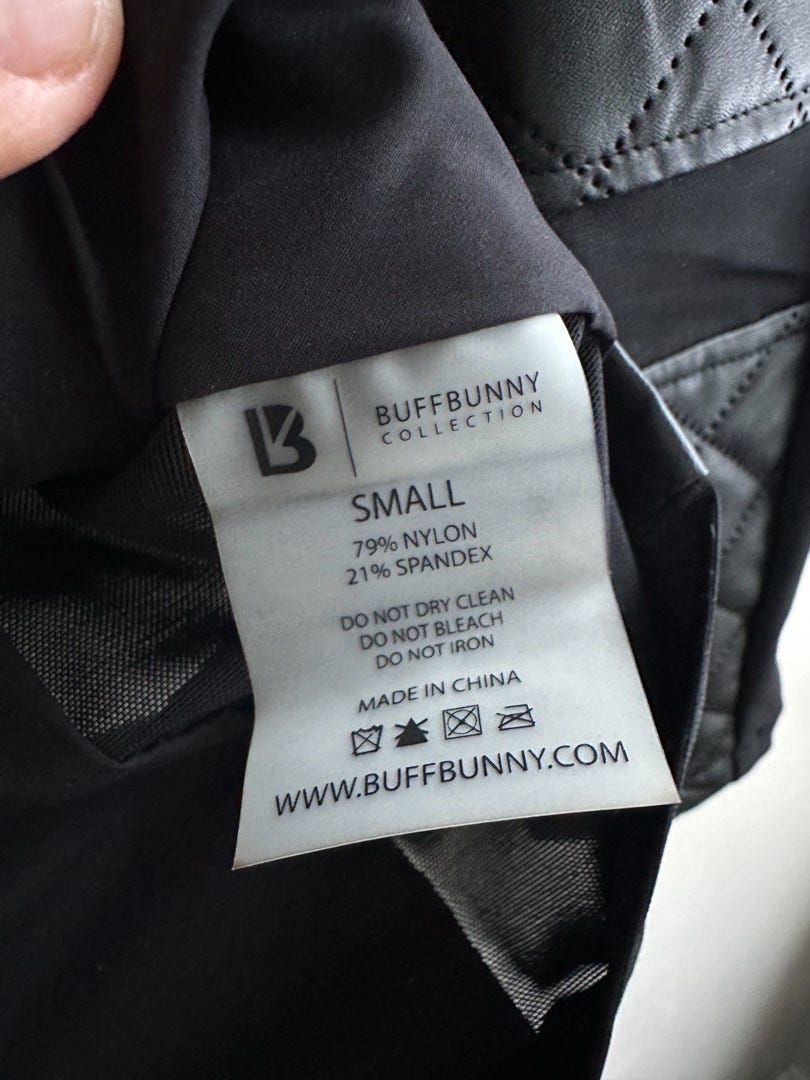 BUFFBUNNY
COLLECTION
SMALL
79% NYLON
21% SPANDEX
DO NOT DRY CLEAN
DO NOT BLEACH
DO NOT IRON
MADE IN CHINA
WWW.BUFFBUNNY.COM